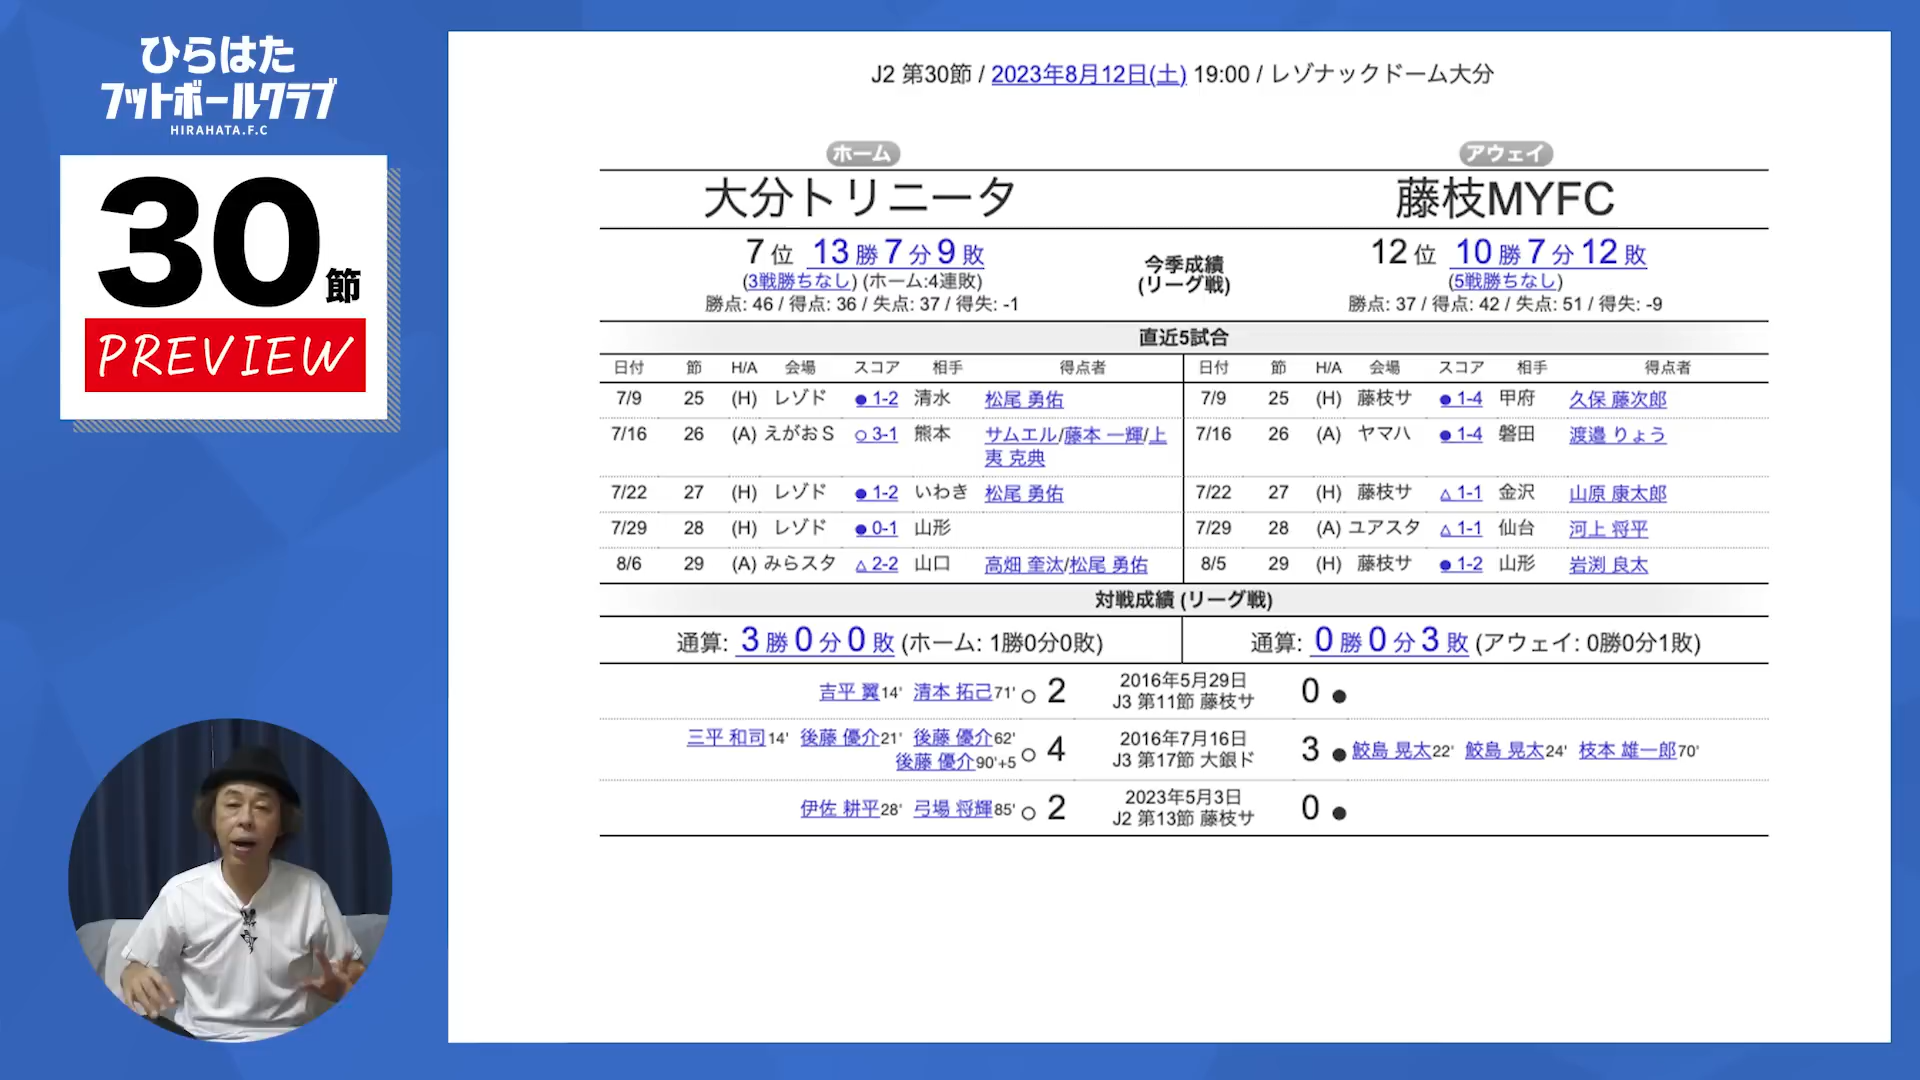 ひらはた
フットボールクラブ
HIRAHATA.F.C
30節
PREVIEW
J2 第30節 / 2023年8月12日(土) 19:00 / レゾナックドーム大分
ホーム アウェイ
大分トリニータ 藤枝MYFC
7位 13勝7分9敗 今季成績 12位 10勝7分12敗
(3戦勝ちなし) (ホーム:4連敗) (リーグ戦) (5戦勝ちなし)
勝点: 46 / 得点: 36 / 失点: 37 / 得失: -1 勝点: 37 / 得点: 42 / 失点: 51 / 得失: -9
直近5試合
日付 節 H/A 会場 スコア 相手 得点者 日付 節 H/A 会場 スコア 相手 得点者
7/9 25 (H) レゾド ●1-2 清水 松尾 勇佑 7/9 25 (H) 藤枝サ ●1-4 甲府 久保 藤次郎
7/16 26 (A) えがおS ○3-1 熊本 サムエル/藤本 一輝/上 7/16 26 (A) ヤマハ ●1-4 磐田 渡邉 りょう
夷 克典
7/22 27 (H) レゾド ●1-2 いわき 松尾 勇佑 7/22 27 (H) 藤枝サ △1-1 金沢 山原 康太郎
7/29 28 (H) レゾド ●0-1 山形 7/29 28 (A) ユアスタ △1-1 仙台 河上 将平
8/6 29 (A) みらスタ △2-2 山口 高畑 奎汰/松尾 勇佑 8/5 29 (H) 藤枝サ ●1-2 山形 岩渕 良太
対戦成績 (リーグ戦)
通算: 3勝0分0敗 (ホーム: 1勝0分0敗) 通算: 0勝0分3敗 (アウェイ: 0勝0分1敗)
吉平 翼14' 清本 拓己71' ○ 2 2016年5月29日 0 ●
J3 第11節 藤枝サ
三平 和司14' 後藤 優介21' 後藤 優介62' 2016年7月16日
後藤 優介90'+5 ○ 4 J3 第17節 大銀ド 3 ● 鮫島 晃太22' 鮫島 晃太24' 枝本 雄一郎70'
伊佐 耕平28' 弓場 将輝85' ○ 2 2023年5月3日 0 ●
J2 第13節 藤枝サ